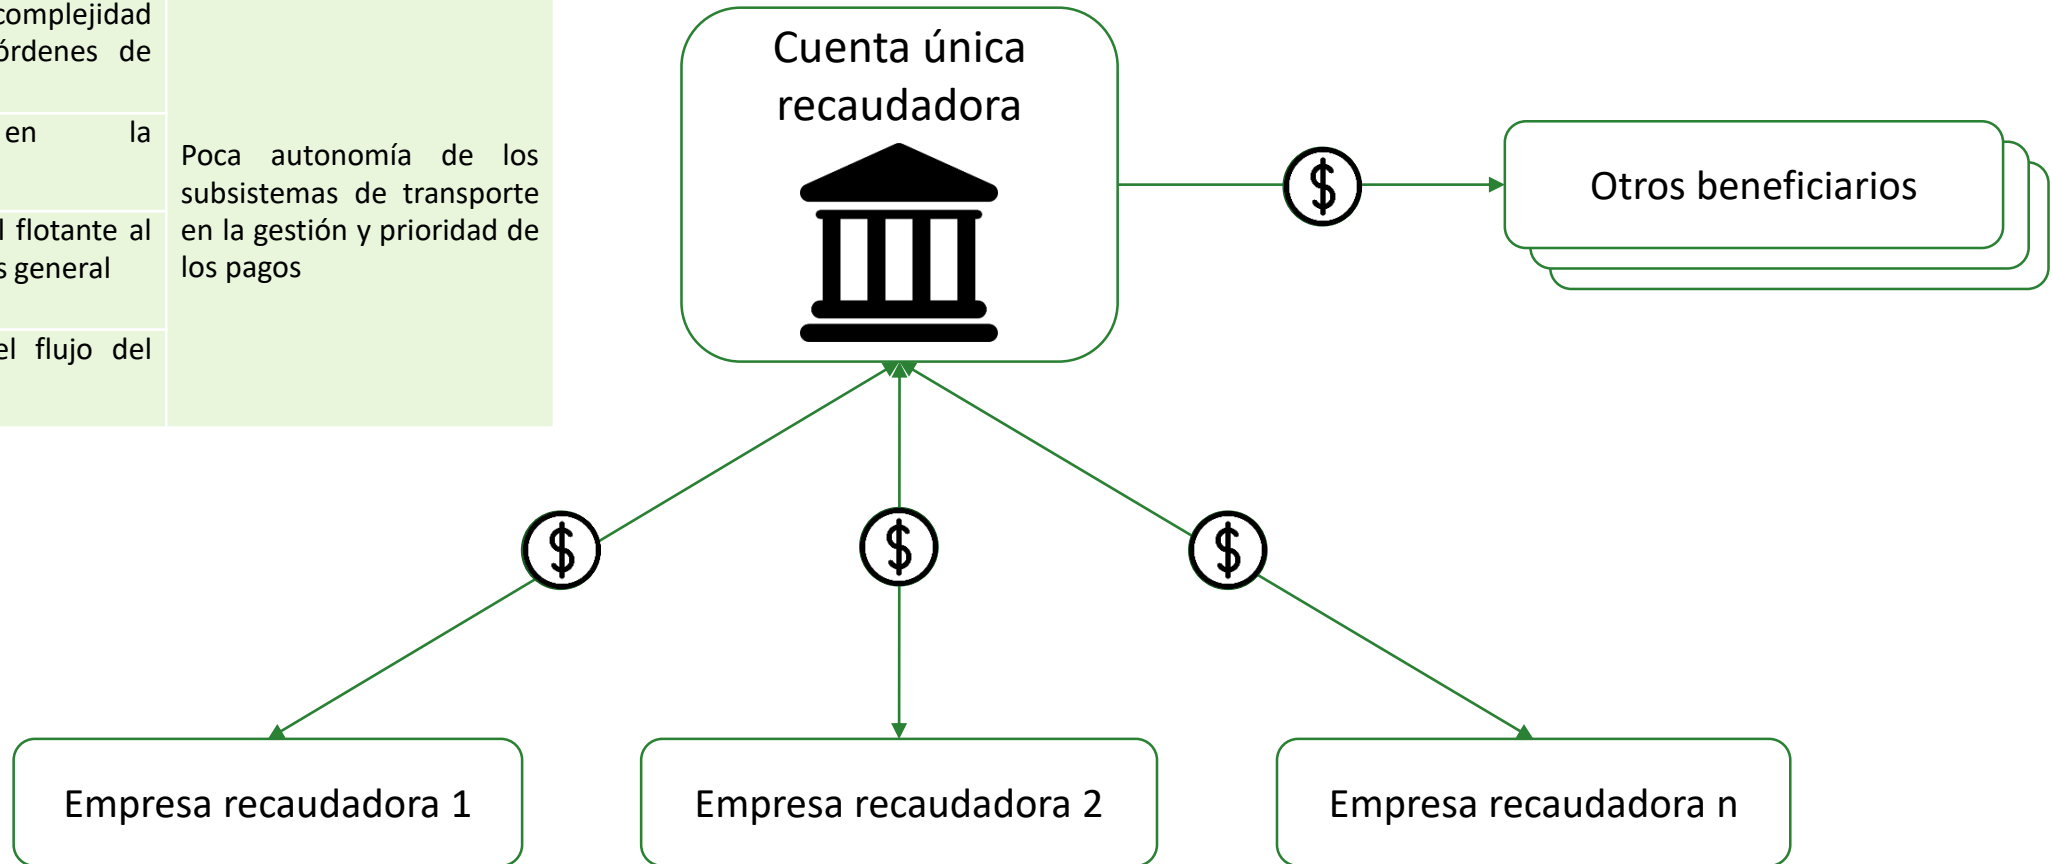 complejidad
órdenes de
en la
flotante al
general
el flujo del
Poca autonomía de los
subsistemas de transporte
en la gestión y prioridad de
los pagos
Cuenta única
recaudadora
$
Otros beneficiarios
$
$
$
Empresa recaudadora 1
Empresa recaudadora 2
Empresa recaudadora n